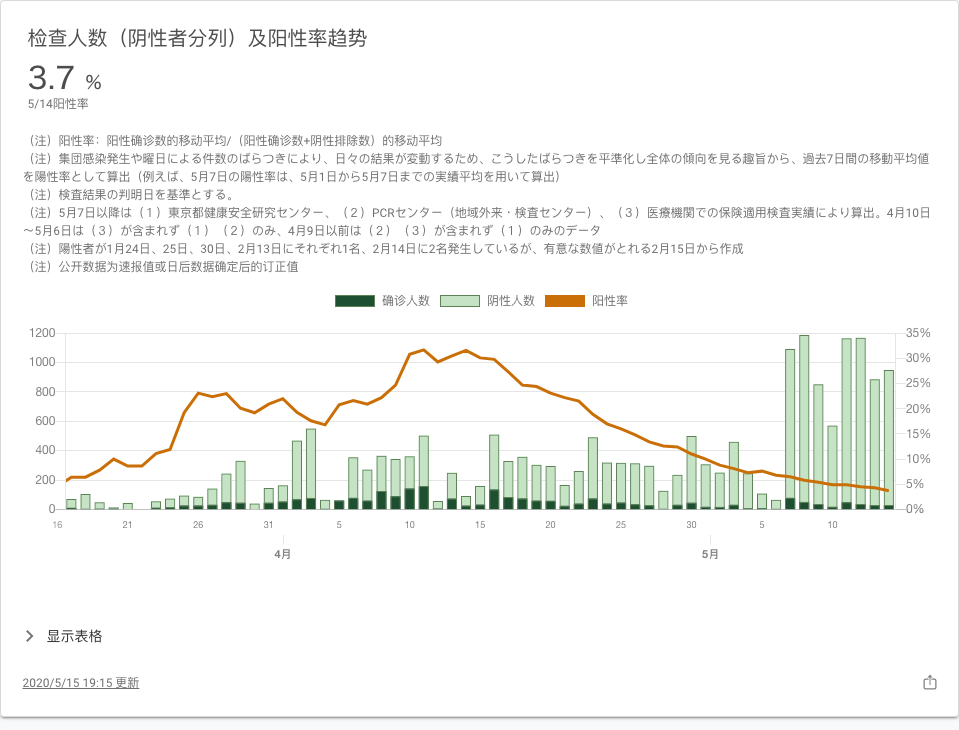 检查人数（阴性者分列）及阳性率趋势
3.7 %
5/14阳性率
（注）阳性率：阳性确诊数的移动平均/（阳性确诊数+阴性排除数）的移动平均
（注）集団感染発生や曜日による件数のばらつきにより、日々の結果が変動するため、こうしたばらつきを平準化し全体の傾向を見る趣旨から、過去7日間の移動平均値
を陽性率として算出（例えば、5月7日の陽性率は、5月1日から5月7日までの実績平均を用いて算出）
（注）検査結果の判明日を基準とする。
（注）5月7日以降は（1）東京都健康安全研究センター、（2）PCRセンター（地域外来・検査センター）、（3）医療機関での保険適用検査実績により算出。4月10日
～5月6日は（3）が含まれず（1）（2）のみ、4月9日以前は（2）（3）が含まれず（1）のみのデータ
（注）陽性者が1月24日、25日、30日、2月13日にそれぞれ1名、2月14日に2名発生しているが、有意な数値がとれる2月15日から作成
（注）公开数据为速报值或日后数据确定后的订正值
确诊人数 阴性人数 阳性率
1200 35%
1000 30%
800 25%
600 20%
400 15%
200 10%
0 5%
0%
16 21 26 31 5 10 15 20 25 30 5 10
4月 5月
显示表格
2020/5/15 19:15 更新